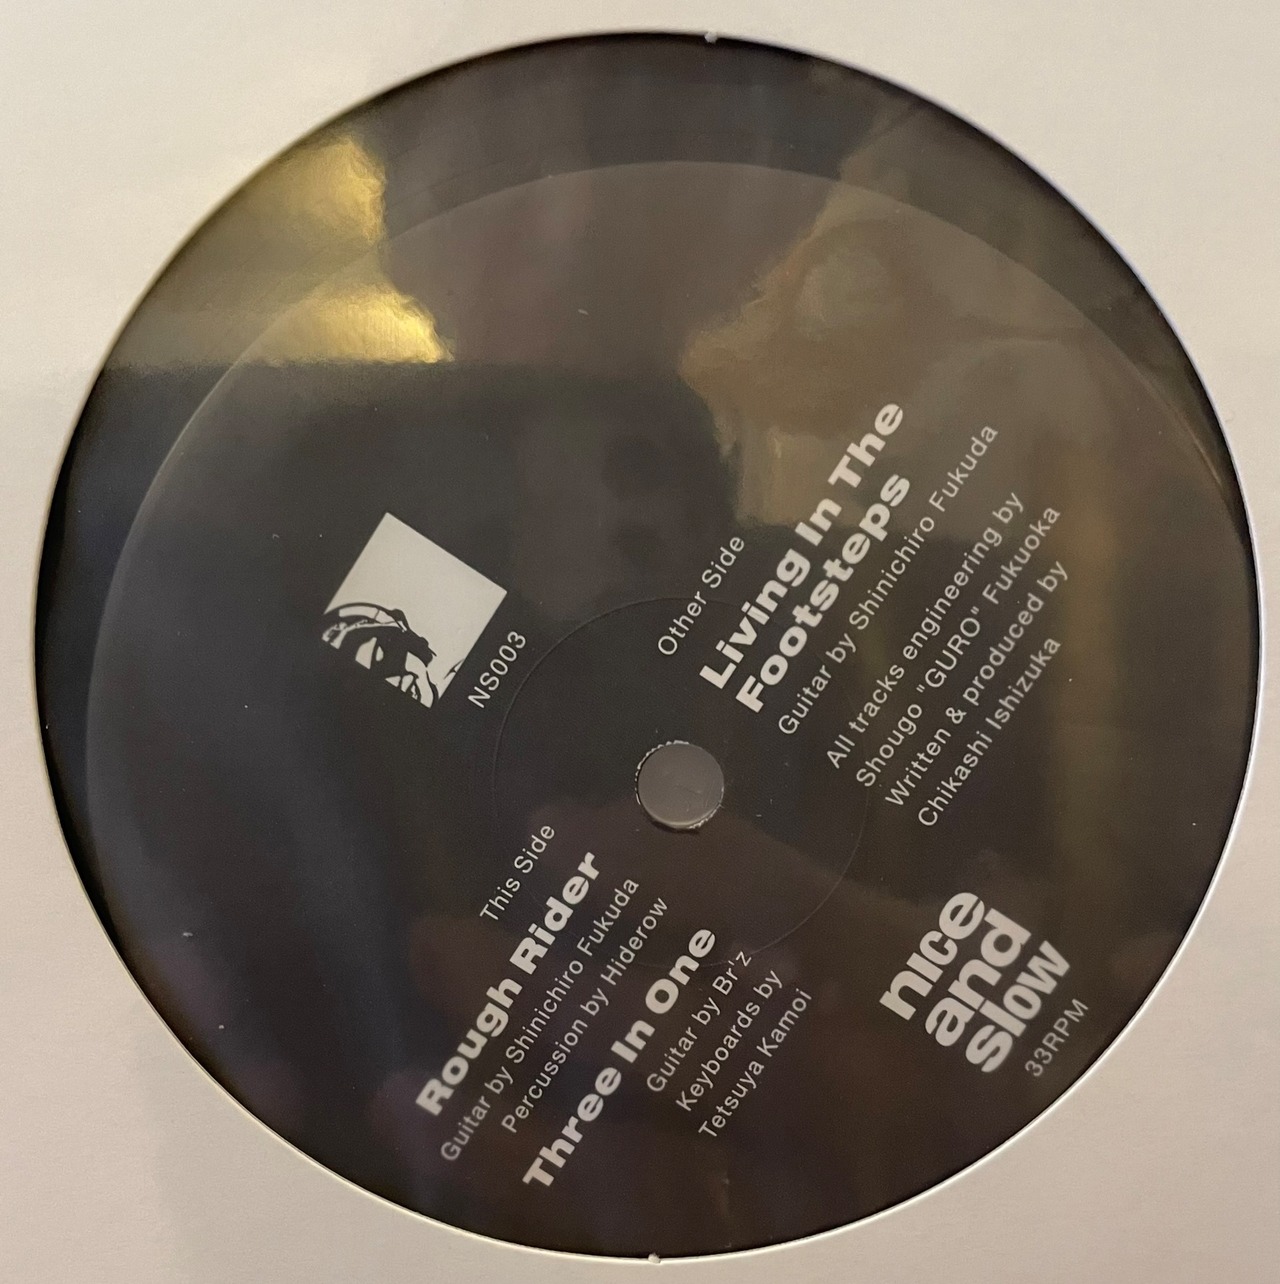 NS003
This Side
Rough Rider
Guitar by Shinichiro Fukuda
Percussion by Hiderow
Three In One
Guitar by Br'z
Keyboards by
Tetsuya Kamoi
Other Side
Living In The
Footsteps
Guitar by Shinichiro Fukuda
All tracks engineering by
Shougo "GURO" Fukuoka
Written & produced by
Chikashi Ishizuka
nice
and
slow
33RPM